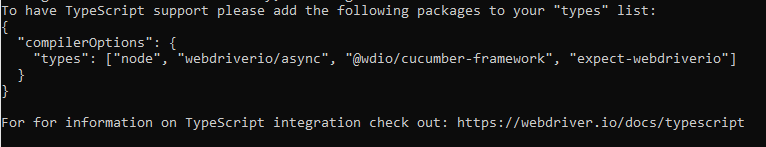 To have TypeScript support please add the following packages to your "types" list:
{
  "compilerOptions": {
    "types": ["node", "webdriverio/async", "@wdio/cucumber-framework", "expect-webdriverio"]
  }
}
For for information on TypeScript integration check out: https://webdriver.io/docs/typescript